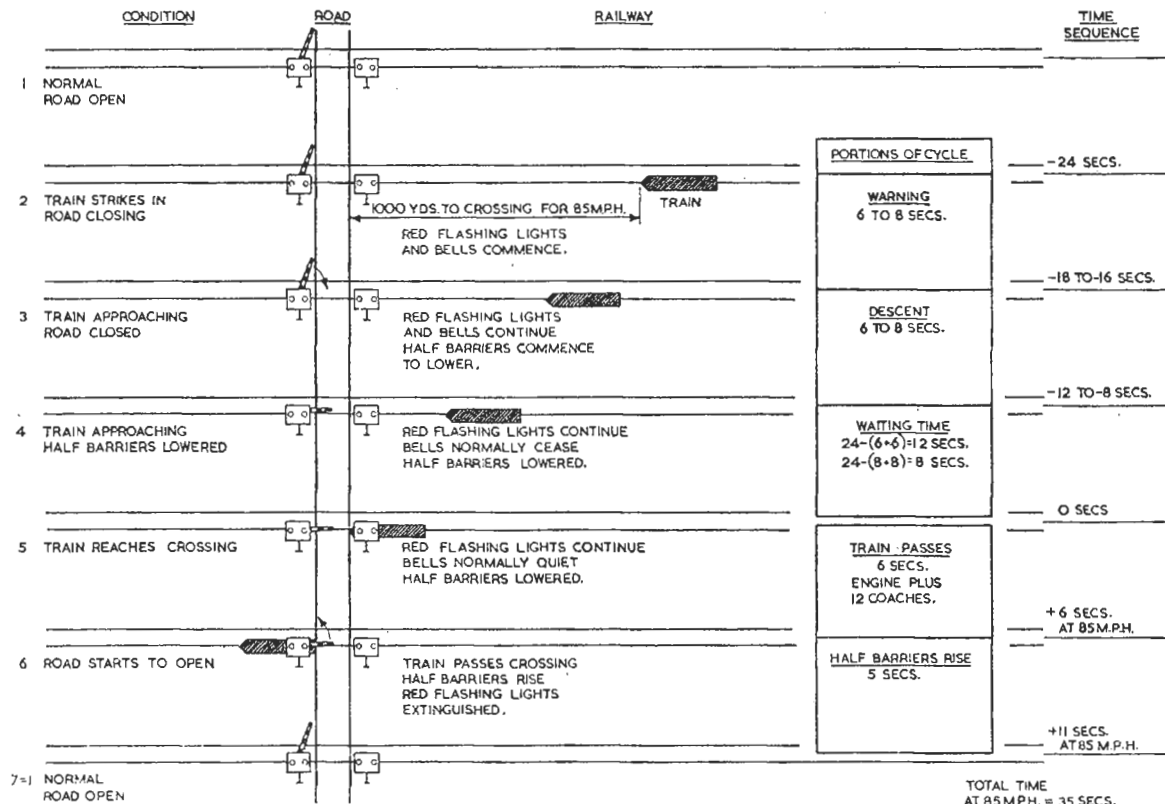 CONDITION
ROAD
RAILWAY
TIME
SEQUENCE
1 NORMAL
ROAD OPEN
PORTIONS OF CYCLE
-24 SECS.
2 TRAIN STRIKES IN
ROAD CLOSING
1000 YDS. TO CROSSING FOR 85 M.P.H.
TRAIN
RED FLASHING LIGHTS
AND BELLS COMMENCE.
WARNING
6 TO 8 SECS.
-18 TO-16 SECS.
3 TRAIN APPROACHING
ROAD CLOSED
RED FLASHING LIGHTS
AND BELLS CONTINUE
HALF BARRIERS COMMENCE
TO LOWER.
DESCENT
6 TO 8 SECS.
-12 TO-8 SECS.
4 TRAIN APPROACHING
HALF BARRIERS LOWERED
RED FLASHING LIGHTS CONTINUE
BELLS NORMALLY CEASE
HALF BARRIERS LOWERED.
WAITING TIME
24-(6+6)=12 SECS.
24-(8+8)=8 SECS.
0 SECS
5 TRAIN REACHES CROSSING
RED FLASHING LIGHTS CONTINUE
BELLS NORMALLY QUIET
HALF BARRIERS LOWERED.
TRAIN PASSES
6 SECS.
ENGINE PLUS
12 COACHES.
+6 SECS.
AT 85 M.P.H.
6 ROAD STARTS TO OPEN
TRAIN PASSES CROSSING
HALF BARRIERS RISE
RED FLASHING LIGHTS
EXTINGUISHED.
HALF BARRIERS RISE
5 SECS.
+11 SECS.
AT 85 M.P.H.
7=1 NORMAL
ROAD OPEN
TOTAL TIME
AT 85 M.P.H. = 35 SECS.